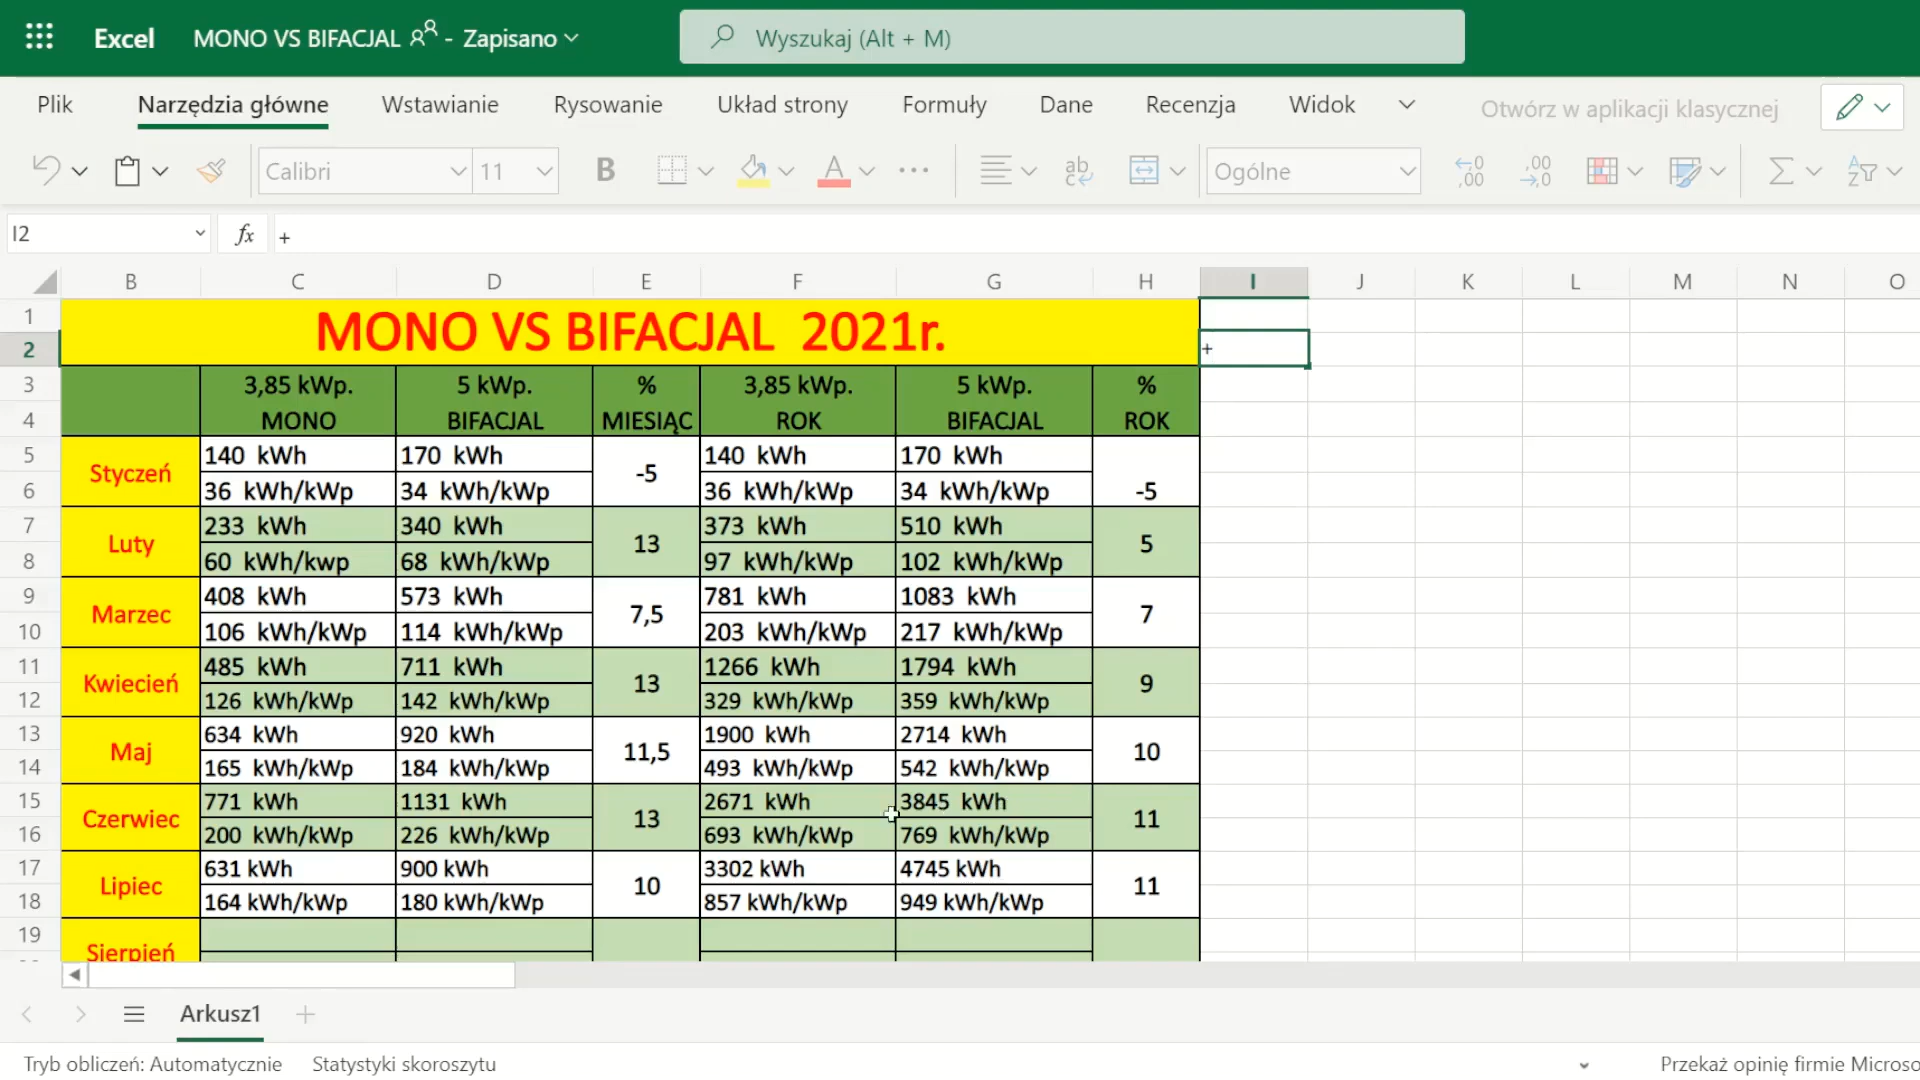 Excel MONO VS BIFACJAL - Zapisano Wyszukaj (Alt + M)
Plik Narzędzia główne Wstawianie Rysowanie Układ strony Formuły Dane Recenzja Widok Otwórz w aplikacji klasycznej
Calibri 11 B A ab Ogólne
I2 fx +
B C D E F G H I J K L M N O
1 MONO VS BIFACJAL 2021r.
2 +
3 3,85 kWp. 5 kWp. % 3,85 kWp. 5 kWp. %
4 MONO BIFACJAL MIESIĄC ROK BIFACJAL ROK
5 140 kWh 170 kWh 140 kWh 170 kWh
Styczeń -5
6 36 kWh/kWp 34 kWh/kWp 36 kWh/kWp 34 kWh/kWp -5
7 233 kWh 340 kWh 373 kWh 510 kWh
Luty 13 5
8 60 kWh/kwp 68 kWh/kWp 97 kWh/kWp 102 kWh/kWp
9 408 kWh 573 kWh 781 kWh 1083 kWh
Marzec 7,5 7
10 106 kWh/kWp 114 kWh/kWp 203 kWh/kWp 217 kWh/kWp
11 485 kWh 711 kWh 1266 kWh 1794 kWh
Kwiecień 13 9
12 126 kWh/kWp 142 kWh/kWp 329 kWh/kWp 359 kWh/kWp
13 634 kWh 920 kWh 1900 kWh 2714 kWh
Maj 11,5 10
14 165 kWh/kWp 184 kWh/kWp 493 kWh/kWp 542 kWh/kWp
15 771 kWh 1131 kWh 2671 kWh 3845 kWh
Czerwiec 13 11
16 200 kWh/kWp 226 kWh/kWp 693 kWh/kWp 769 kWh/kWp
17 631 kWh 900 kWh 3302 kWh 4745 kWh
Lipiec 10 11
18 164 kWh/kWp 180 kWh/kWp 857 kWh/kWp 949 kWh/kWp
19
Sierpień
Arkusz1
Tryb obliczeń: Automatycznie Statystyki skoroszytu Przekaż opinię firmie Microso